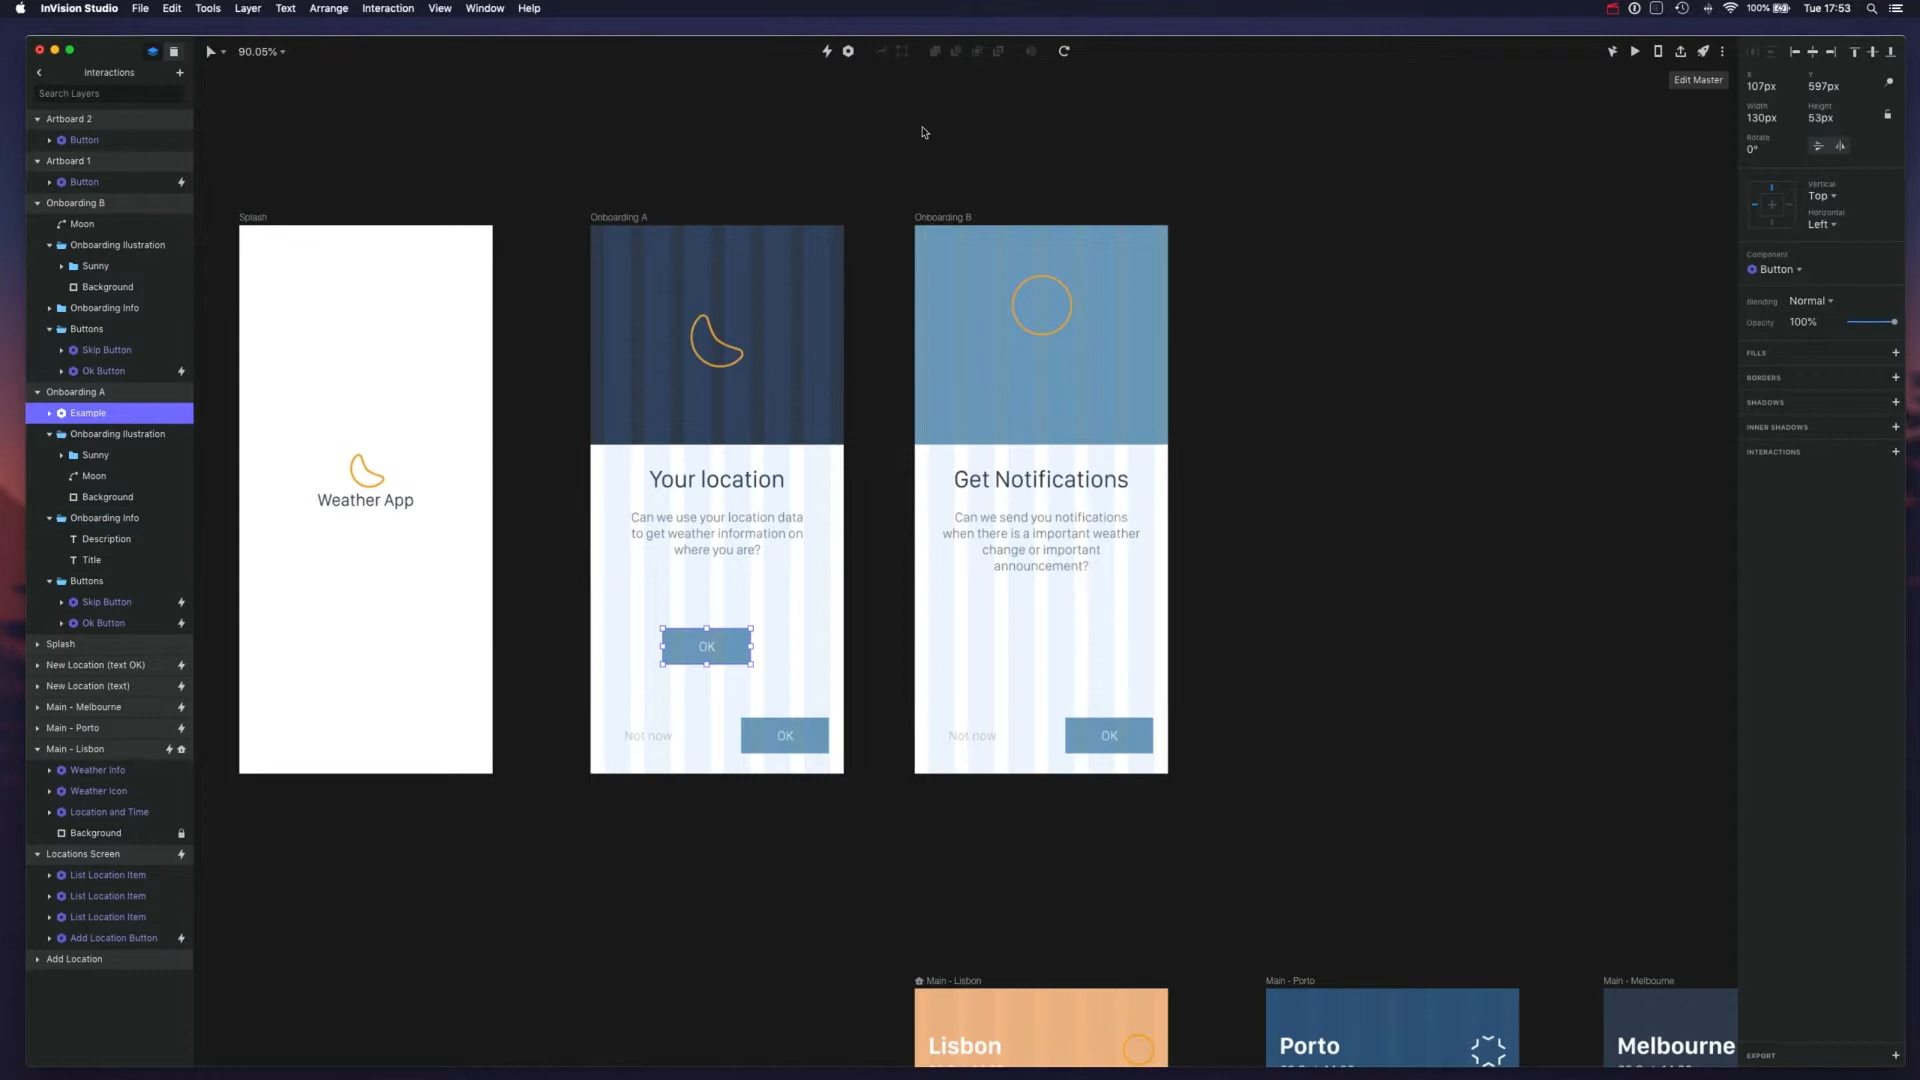 InVision Studio File Edit Tools Layer Text Arrange Interaction View Window Help
100% Tue 17:53
90.05%
Interactions
Search Layers
Artboard 2
Button
Artboard 1
Button
Onboarding B
Moon
Onboarding Ilustration
Sunny
Background
Onboarding Info
Buttons
Skip Button
Ok Button
Onboarding A
Example
Onboarding Ilustration
Sunny
Moon
Background
Onboarding Info
T Description
T Title
Buttons
Skip Button
Ok Button
Splash
New Location (text OK)
New Location (text)
Main - Melbourne
Main - Porto
Main - Lisbon
Weather Info
Weather Icon
Location and Time
Background
Locations Screen
List Location Item
List Location Item
List Location Item
Add Location Button
Add Location
Splash
Weather App
Onboarding A
Your location
Can we use your location data
to get weather information on
where you are?
OK
Not now
OK
Onboarding B
Get Notifications
Can we send you notifications
when there is a important weather
change or important
announcement?
Not now
OK
Main - Lisbon
Lisbon
Main - Porto
Porto
Main - Melbourne
Melbourne
Edit Master
X
107px
Y
597px
Width
130px
Height
53px
Rotate
0°
Vertical
Top
Horizontal
Left
Component
Button
Blending Normal
Opacity 100%
FILLS
BORDERS
SHADOWS
INNER SHADOWS
INTERACTIONS
EXPORT